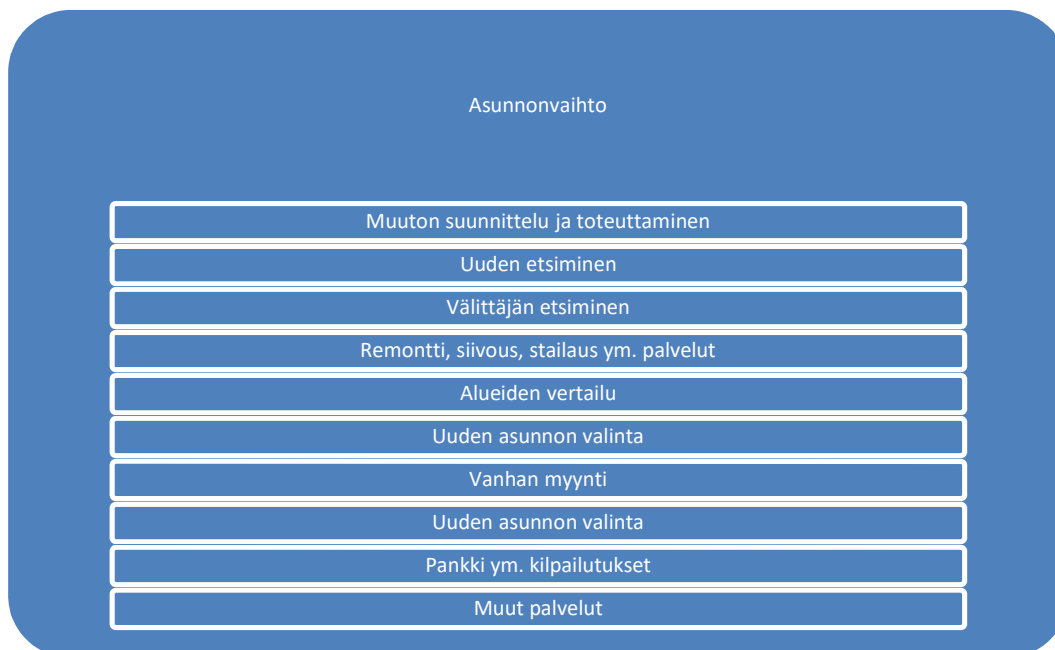 Asunnonvaihto
Muuton suunnittelu ja toteuttaminen
Uuden etsiminen
Välittäjän etsiminen
Remontti, siivous, stailaus ym. palvelut
Alueiden vertailu
Uuden asunnon valinta
Vanhan myynti
Uuden asunnon valinta
Pankki ym. kilpailutukset
Muut palvelut